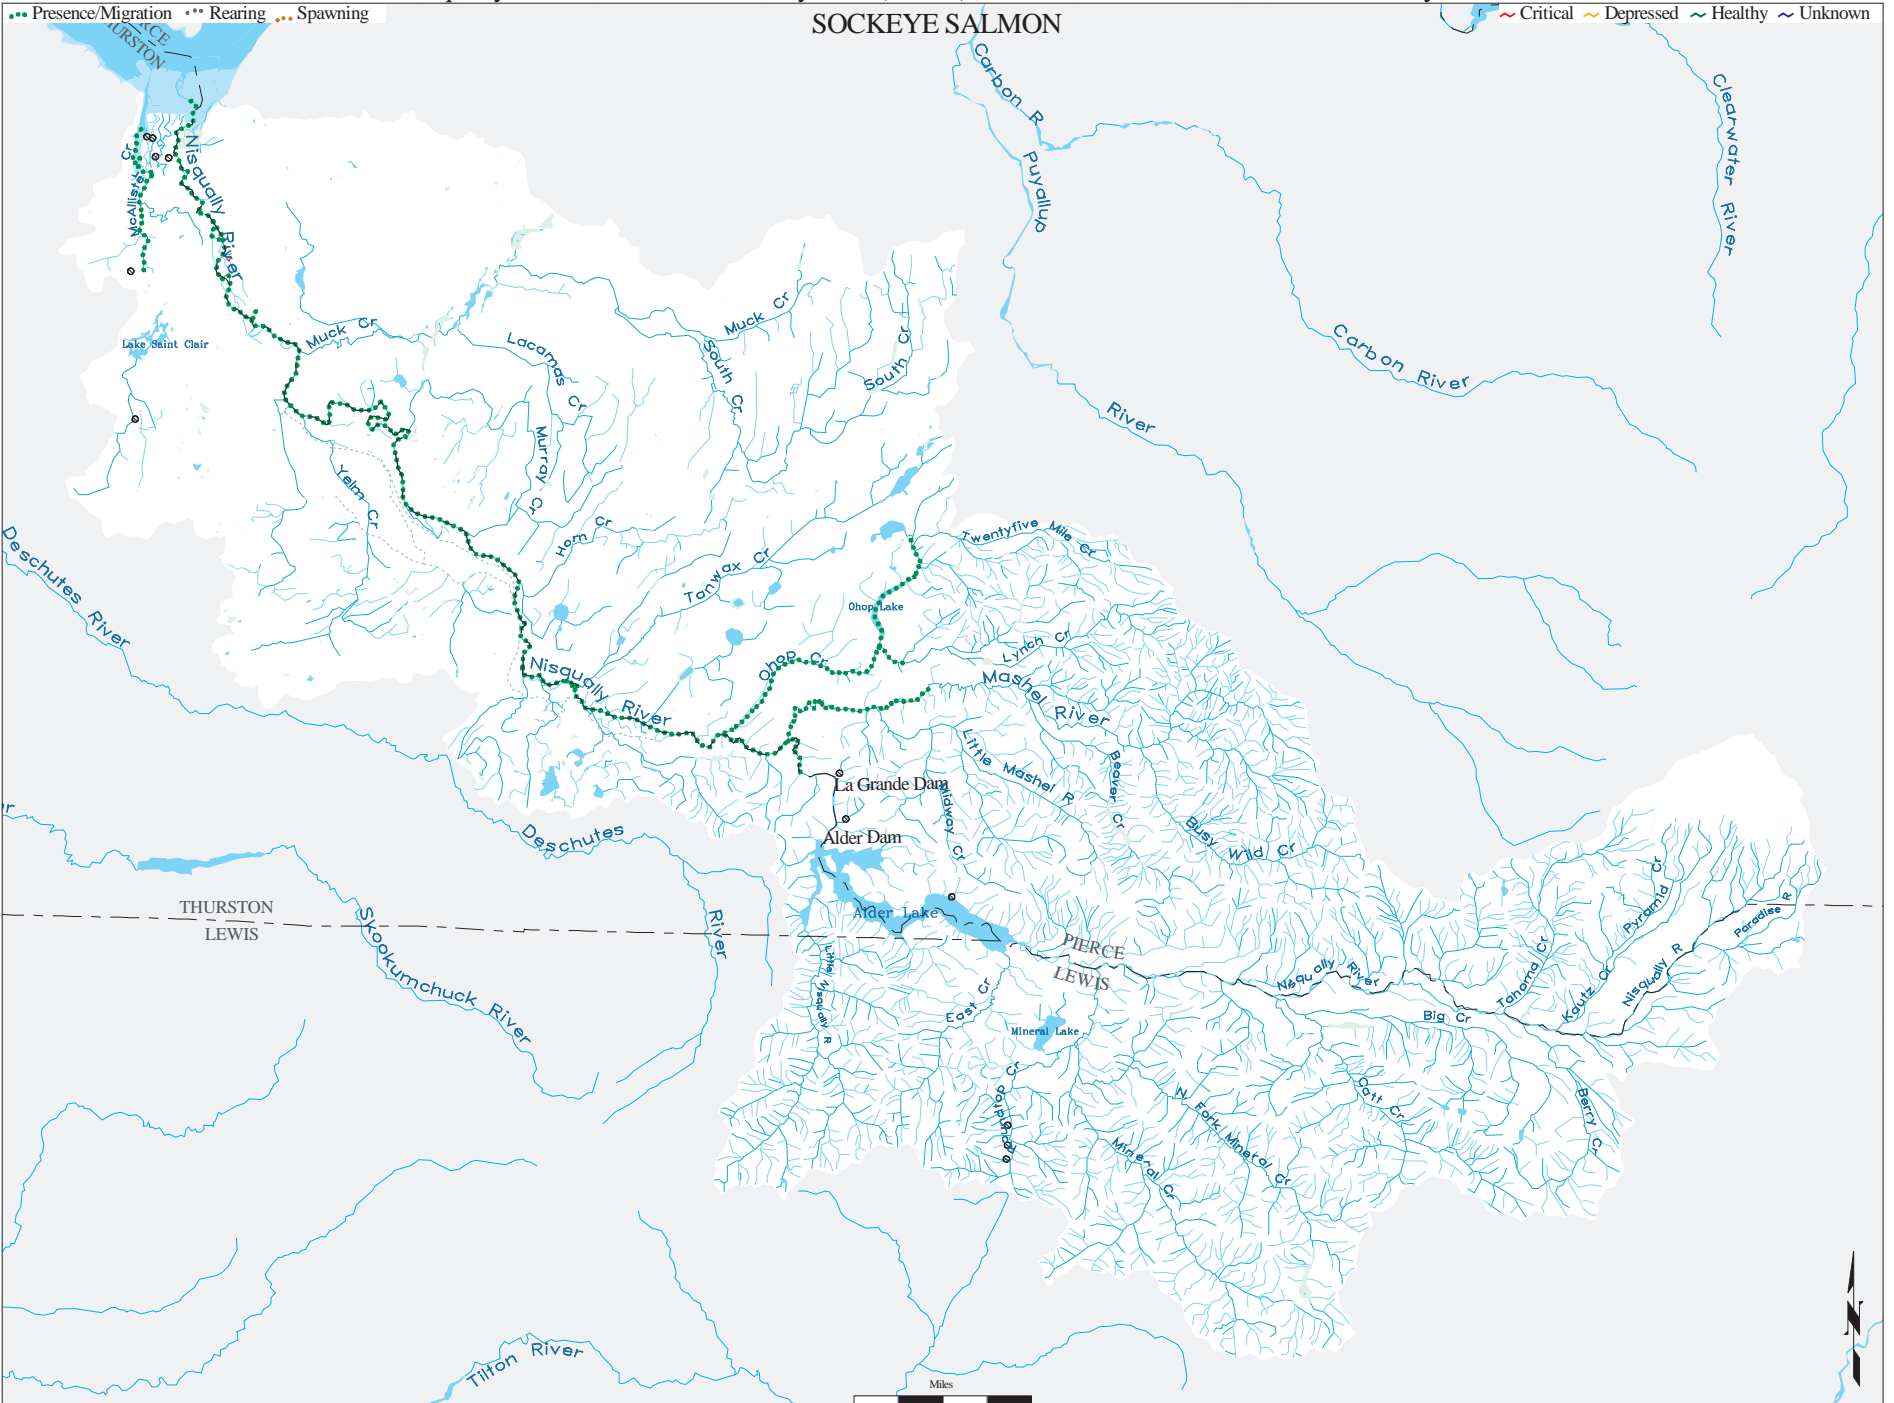 Presence/Migration Rearing Spawning
SOCKEYE SALMON
Critical Depressed Healthy Unknown
THURSTON
Carbon R
Puyallup
River
Clearwater River
Carbon River
McAllister Cr
Nisqually River
Lake Saint Clair
Muck Cr
Lacamas Cr
Muck Cr
South Cr
South Cr
Murray Cr
Yelm Cr
Horn Cr
Tanwax Cr
Twentyfive Mile Cr
Deschutes River
Ohop Lake
Ohop Cr
Lynch Cr
Nisqually River
Mashel River
Little Mashel R
Beaver Cr
La Grande Dam
Midway Cr
Alder Dam
Busy Wild Cr
Deschutes River
THURSTON
LEWIS
Skookumchuck River
Alder Lake
PIERCE
LEWIS
Little Nisqually R
East Cr
Mineral Lake
Nisqually River
Big Cr
Tahoma Cr
Kautz Cr
Pyramid Cr
Nisqually R
Paradise R
Roundtop Cr
Mineral Cr
N. Fork Mineral Cr
Catt Cr
Berry Cr
Tilton River
Miles
N